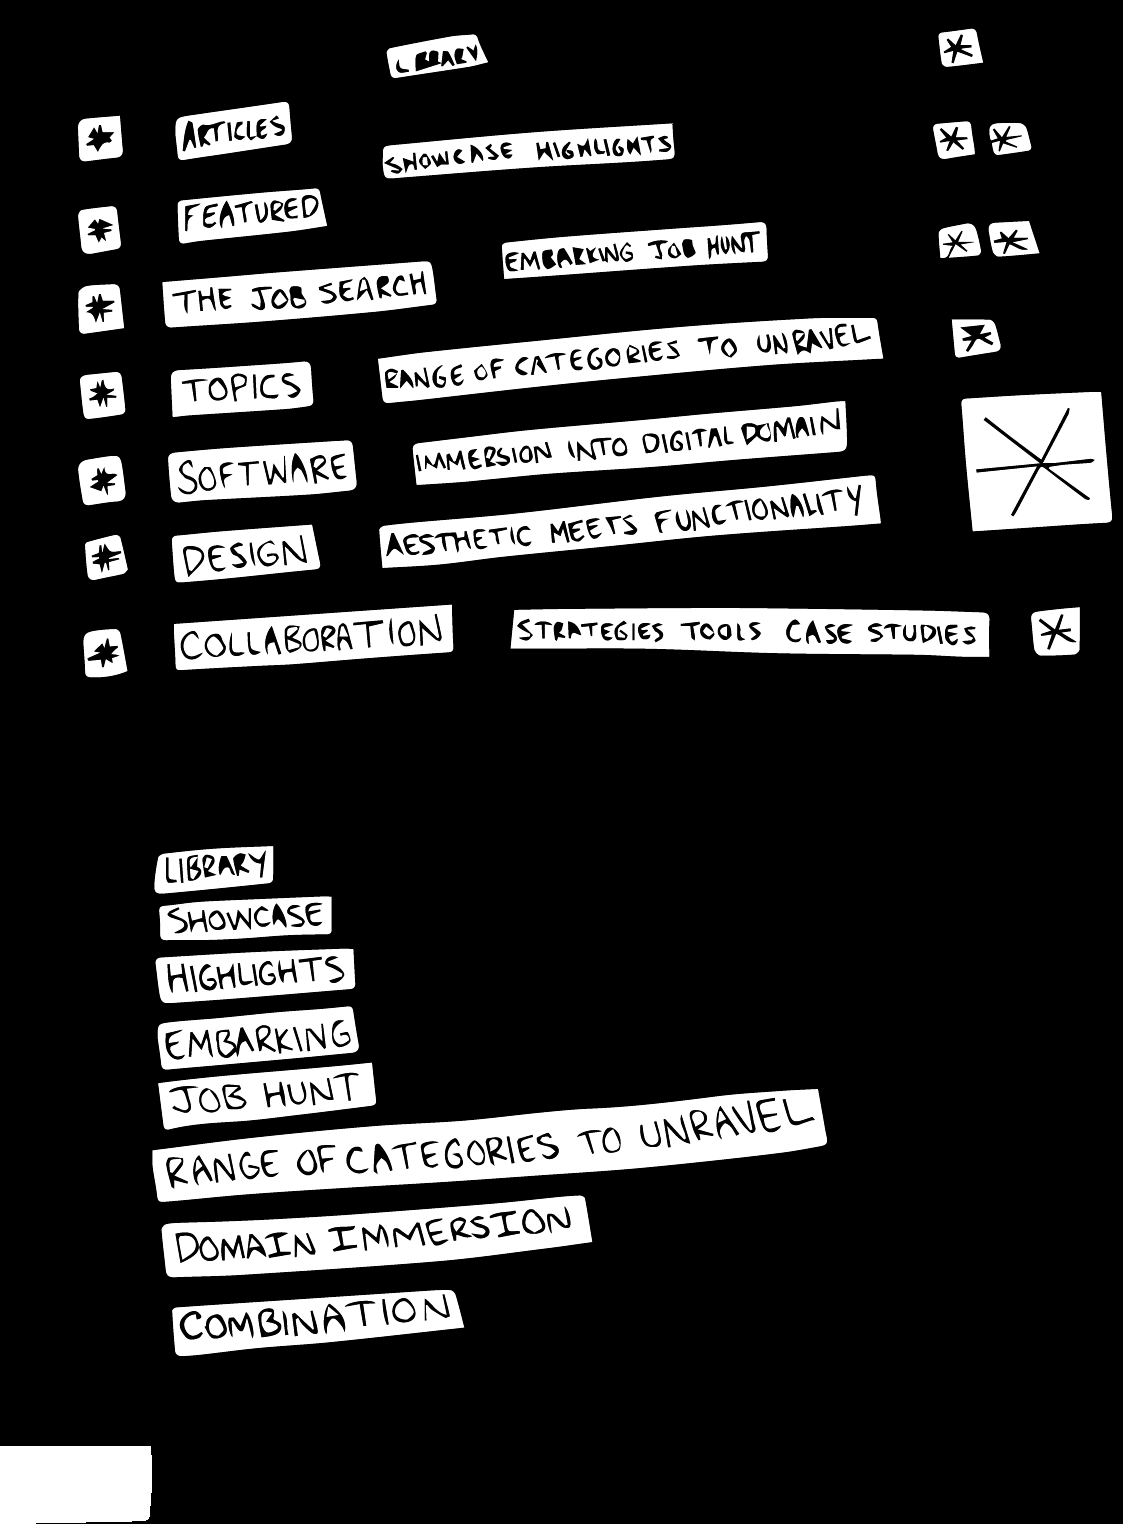 LIBRARY *
* ARTICLES SHOWCASE HIGHLIGHTS * *
* FEATURED
* THE JOB SEARCH EMBARKING JOB HUNT * *
* TOPICS RANGE OF CATEGORIES TO UNRAVEL *
* SOFTWARE IMMERSION INTO DIGITAL DOMAIN *
* DESIGN AESTHETIC MEETS FUNCTIONALITY
* COLLABORATION STRATEGIES TOOLS CASE STUDIES *
LIBRARY
SHOWCASE
HIGHLIGHTS
EMBARKING
JOB HUNT
RANGE OF CATEGORIES TO UNRAVEL
DOMAIN IMMERSION
COMBINATION